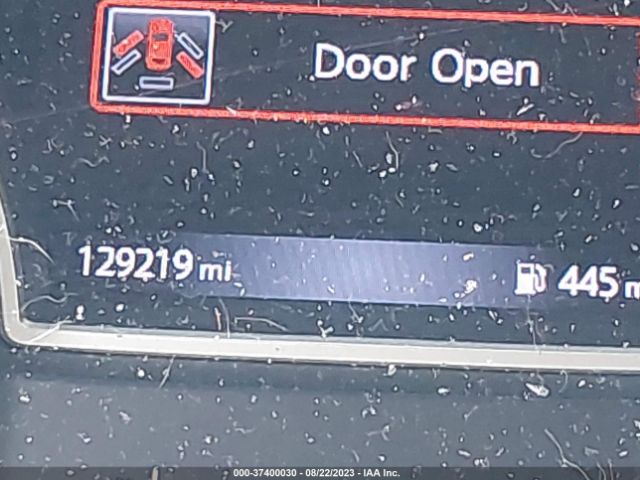 Door Open
129219 mi 445 m
000-37400030 - 08/22/2023 - IAA Inc.